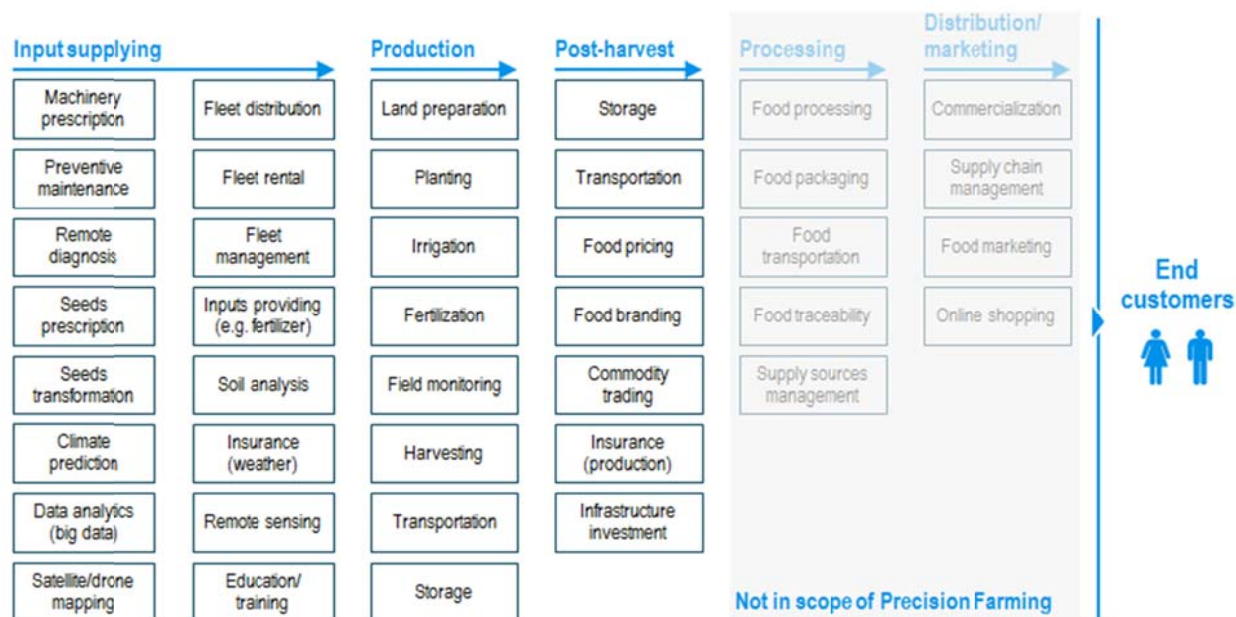 Input supplying
Production
Post-harvest
Processing
Distribution/
marketing
Machinery
prescription
Preventive
maintenance
Remote
diagnosis
Seeds
prescription
Seeds
transformaton
Climate
prediction
Data analytics
(big data)
Satellite/drone
mapping
Fleet distribution
Fleet rental
Fleet
management
Inputs providing
(e.g. fertilizer)
Soil analysis
Insurance
(weather)
Remote sensing
Education/
training
Land preparation
Planting
Irrigation
Fertilization
Field monitoring
Harvesting
Transportation
Storage
Storage
Transportation
Food pricing
Food branding
Commodity
trading
Insurance
(production)
Infrastructure
investment
Food processing
Food packaging
Food
transportation
Food traceability
Supply sources
management
Commercialization
Supply chain
management
Food marketing
Online shopping
Not in scope of Precision Farming
End
customers